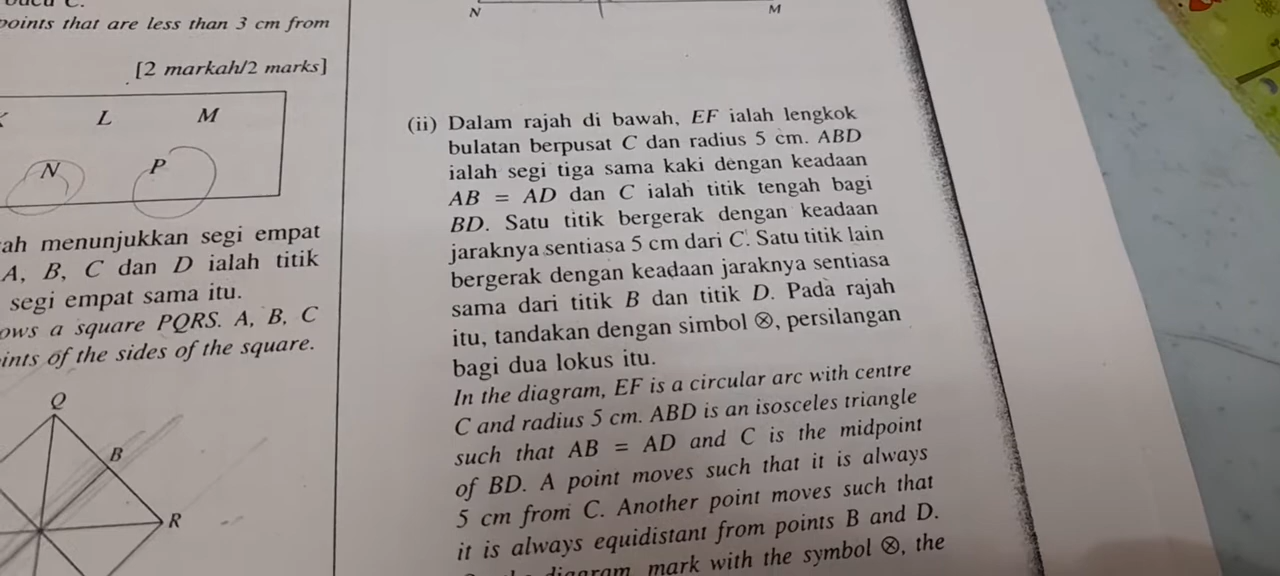 points that are less than 3 cm from
[2 markah/2 marks]
L M
N P
menunjukkan segi empat
A, B, C dan D ialah titik
segi empat sama itu.
a square PQRS. A, B, C
of the sides of the square.
Q
B
R
N M
(ii) Dalam rajah di bawah, EF ialah lengkok
bulatan berpusat C dan radius 5 cm. ABD
ialah segi tiga sama kaki dengan keadaan
AB = AD dan C ialah titik tengah bagi
BD. Satu titik bergerak dengan keadaan
jaraknya sentiasa 5 cm dari C. Satu titik lain
bergerak dengan keadaan jaraknya sentiasa
sama dari titik B dan titik D. Pada rajah
itu, tandakan dengan simbol ⊗, persilangan
bagi dua lokus itu.
In the diagram, EF is a circular arc with centre
C and radius 5 cm. ABD is an isosceles triangle
such that AB = AD and C is the midpoint
of BD. A point moves such that it is always
5 cm from C. Another point moves such that
it is always equidistant from points B and D.
diagram, mark with the symbol ⊗, the